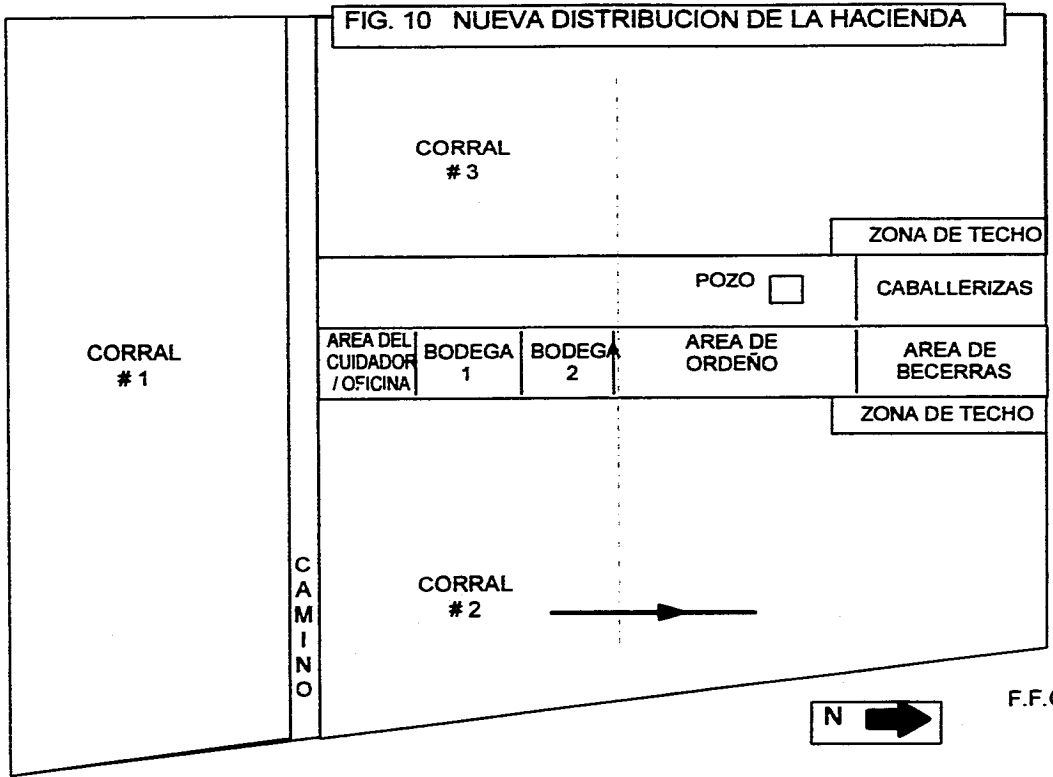 FIG. 10 NUEVA DISTRIBUCION DE LA HACIENDA
CORRAL
# 3
ZONA DE TECHO
POZO
CABALLERIZAS
CORRAL
# 1
AREA DEL
CUIDADOR
/ OFICINA
BODEGA
1
BODEGA
2
AREA DE
ORDEÑO
AREA DE
BECERRAS
ZONA DE TECHO
CAMINO
CORRAL
# 2
N
F.F.